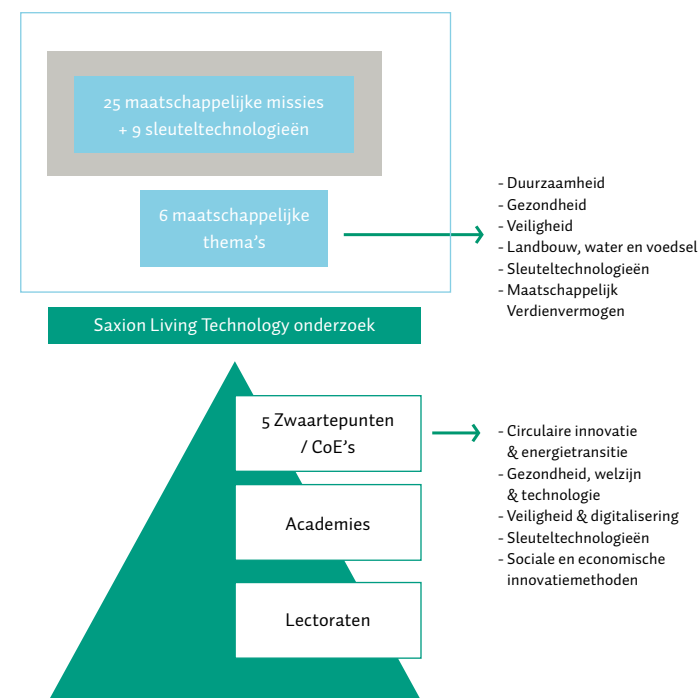 25 maatschappelijke missies
+ 9 sleuteltechnologieën
6 maatschappelijke
thema's
- Duurzaamheid
- Gezondheid
- Veiligheid
- Landbouw, water en voedsel
- Sleuteltechnologieën
- Maatschappelijk
Verdienvermogen
Saxion Living Technology onderzoek
5 Zwaartepunten
/ CoE's
- Circulaire innovatie
& energietransitie
- Gezondheid, welzijn
& technologie
- Veiligheid & digitalisering
- Sleuteltechnologieën
- Sociale en economische
innovatiemethoden
Academies
Lectoraten